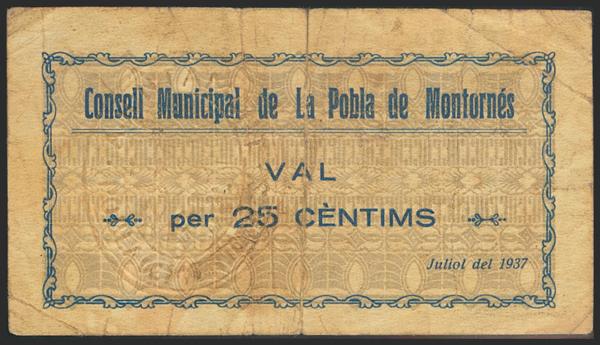 Consell Municipal de La Pobla de Montornés
VAL
per 25 CÈNTIMS
Juliol del 1937